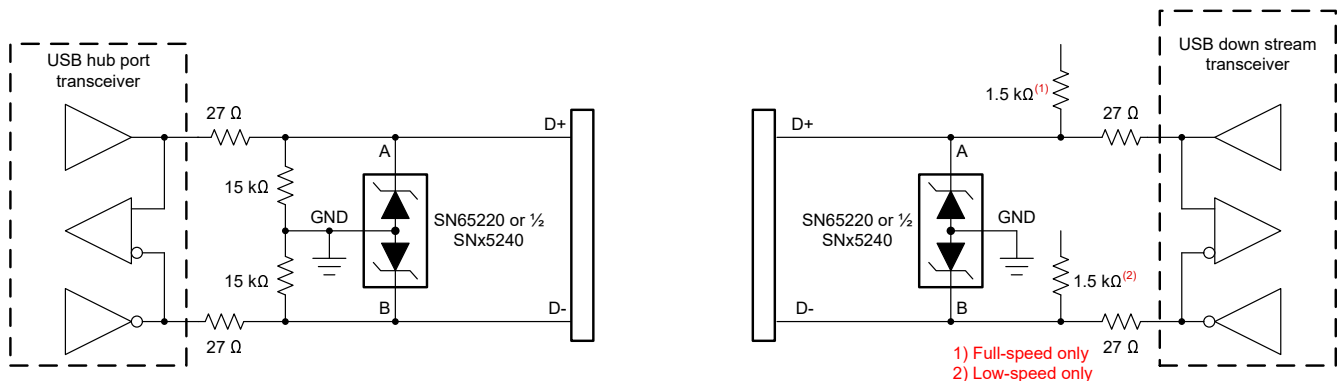 USB hub port
transceiver
27 Ω
D+
A
15 kΩ
GND
SN65220 or ½
SNx5240
15 kΩ
B
D-
27 Ω
USB down stream
transceiver
1.5 kΩ(1)
27 Ω
D+
A
SN65220 or ½
SNx5240
GND
1.5 kΩ(2)
D-
B
27 Ω
1) Full-speed only
2) Low-speed only